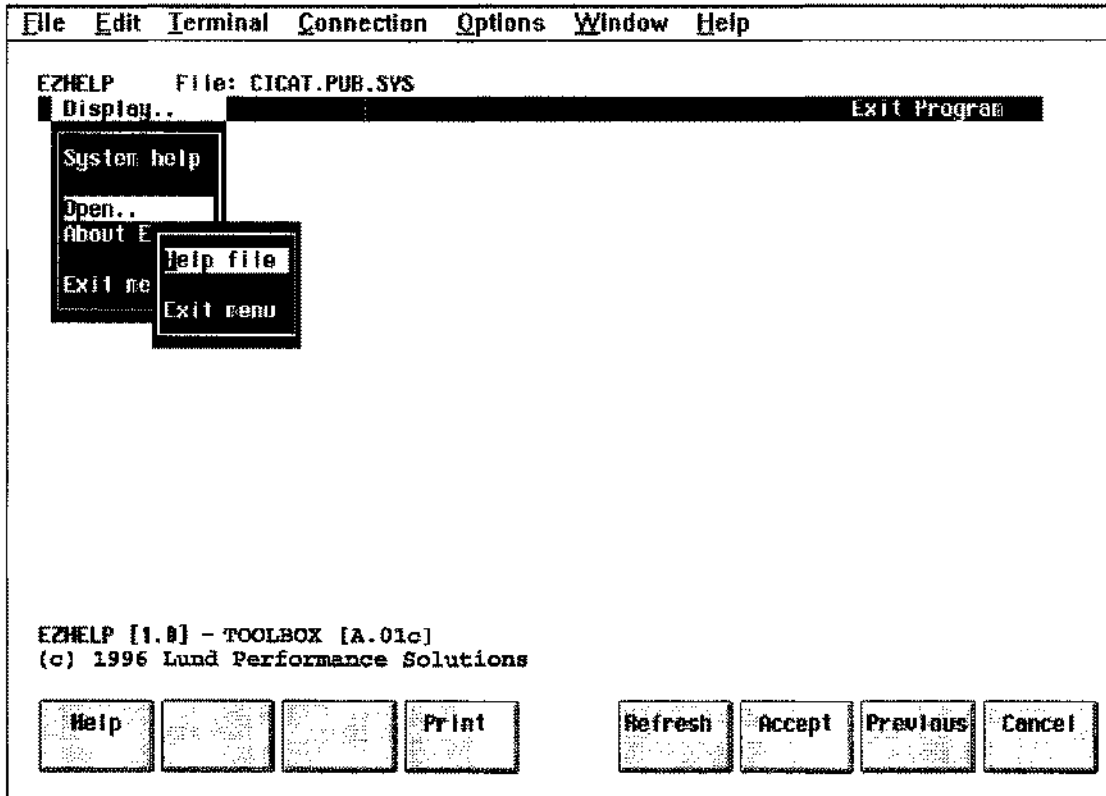 File Edit Terminal Connection Options Window Help
EZHELP File: CICAT.PUB.SYS
Display.. Exit Program
System help
Open..
About E
Help file
Exit me
Exit menu
EZHELP [1.0] - TOOLBOX [A.01c]
(c) 1996 Lund Performance Solutions
Help Print Refresh Accept Previous Cancel